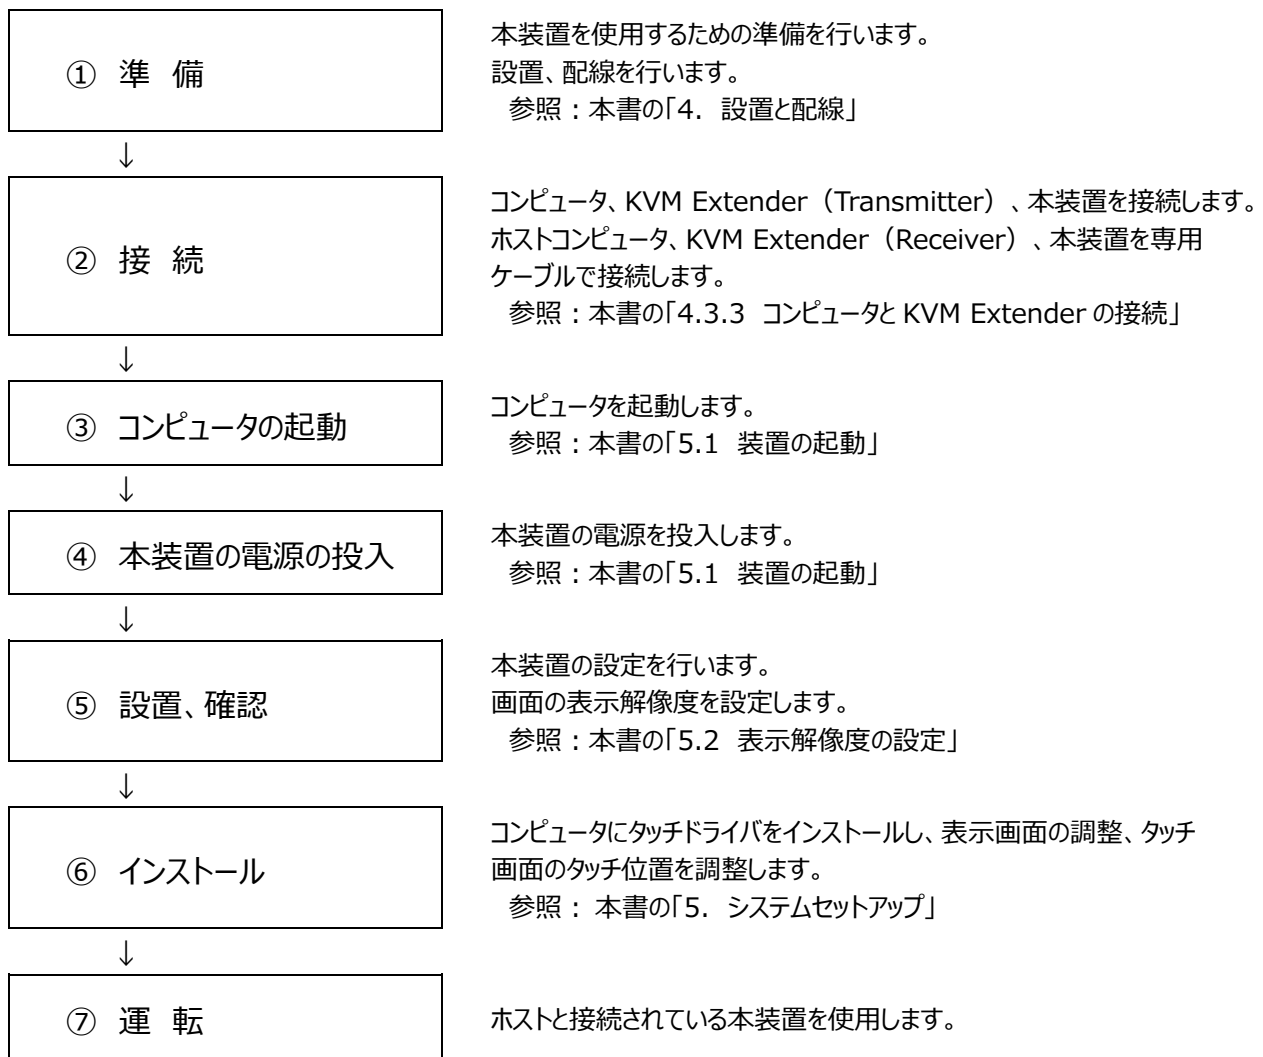 ① 準 備
本装置を使用するための準備を行います。
設置、配線を行います。
参照：本書の「4. 設置と配線」
↓
② 接 続
コンピュータ、KVM Extender（Transmitter）、本装置を接続します。
ホストコンピュータ、KVM Extender（Receiver）、本装置を専用
ケーブルで接続します。
参照：本書の「4.3.3 コンピュータと KVM Extender の接続」
↓
③ コンピュータの起動
コンピュータを起動します。
参照：本書の「5.1 装置の起動」
↓
④ 本装置の電源の投入
本装置の電源を投入します。
参照：本書の「5.1 装置の起動」
↓
⑤ 設置、確認
本装置の設定を行います。
画面の表示解像度を設定します。
参照：本書の「5.2 表示解像度の設定」
↓
⑥ インストール
コンピュータにタッチドライバをインストールし、表示画面の調整、タッチ
画面のタッチ位置を調整します。
参照： 本書の「5. システムセットアップ」
↓
⑦ 運 転
ホストと接続されている本装置を使用します。